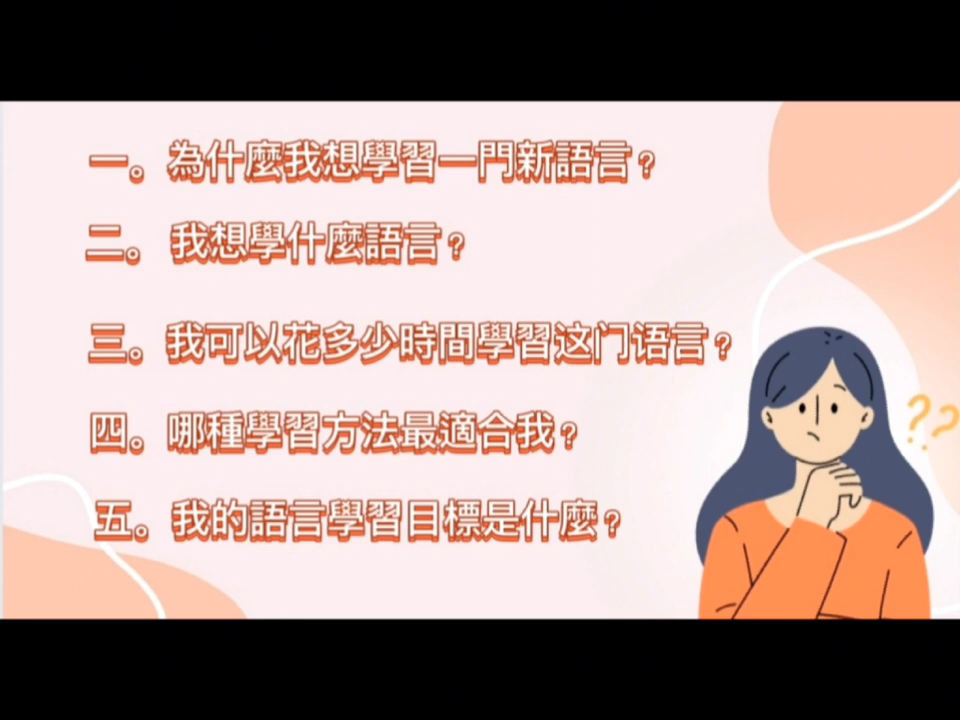 一。為什麼我想學習一門新語言？
二。我想學什麼語言？
三。我可以花多少時間學習这门语言？
四。哪種學習方法最適合我？
五。我的語言學習目標是什麼？
??